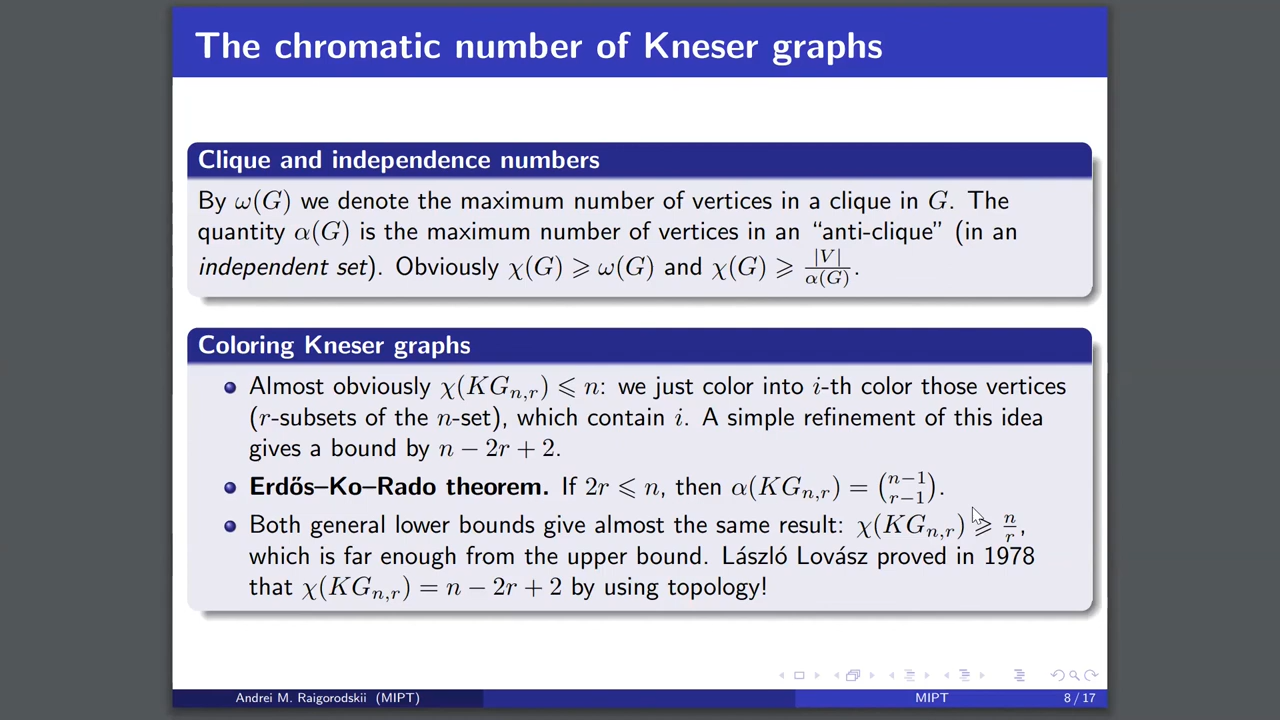 The chromatic number of Kneser graphs
Clique and independence numbers
By ω(G) we denote the maximum number of vertices in a clique in G. The
quantity α(G) is the maximum number of vertices in an “anti-clique” (in an
independent set). Obviously χ(G) ⩾ ω(G) and χ(G) ⩾ |V|/α(G).
Coloring Kneser graphs
Almost obviously χ(KG_{n,r}) ⩽ n: we just color into i-th color those vertices
(r-subsets of the n-set), which contain i. A simple refinement of this idea
gives a bound by n − 2r + 2.
Erdős–Ko–Rado theorem. If 2r ⩽ n, then α(KG_{n,r}) = \binom{n−1}{r−1}.
Both general lower bounds give almost the same result: χ(KG_{n,r}) ⩾ n/r,
which is far enough from the upper bound. László Lovász proved in 1978
that χ(KG_{n,r}) = n − 2r + 2 by using topology!
Andrei M. Raigorodskii (MIPT) MIPT 8 / 17